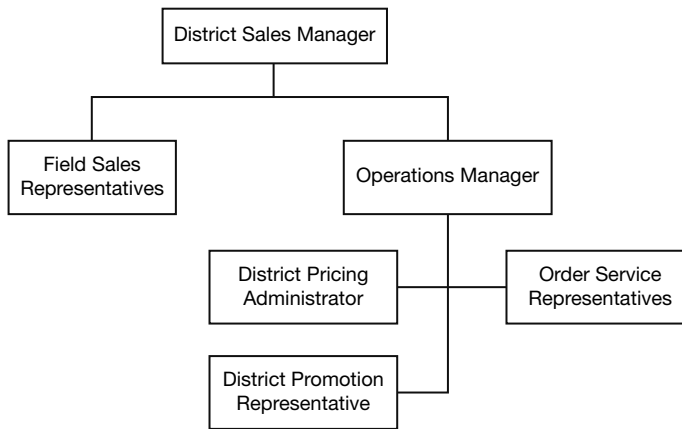 District Sales Manager
Field Sales
Representatives
Operations Manager
District Pricing
Administrator
Order Service
Representatives
District Promotion
Representative